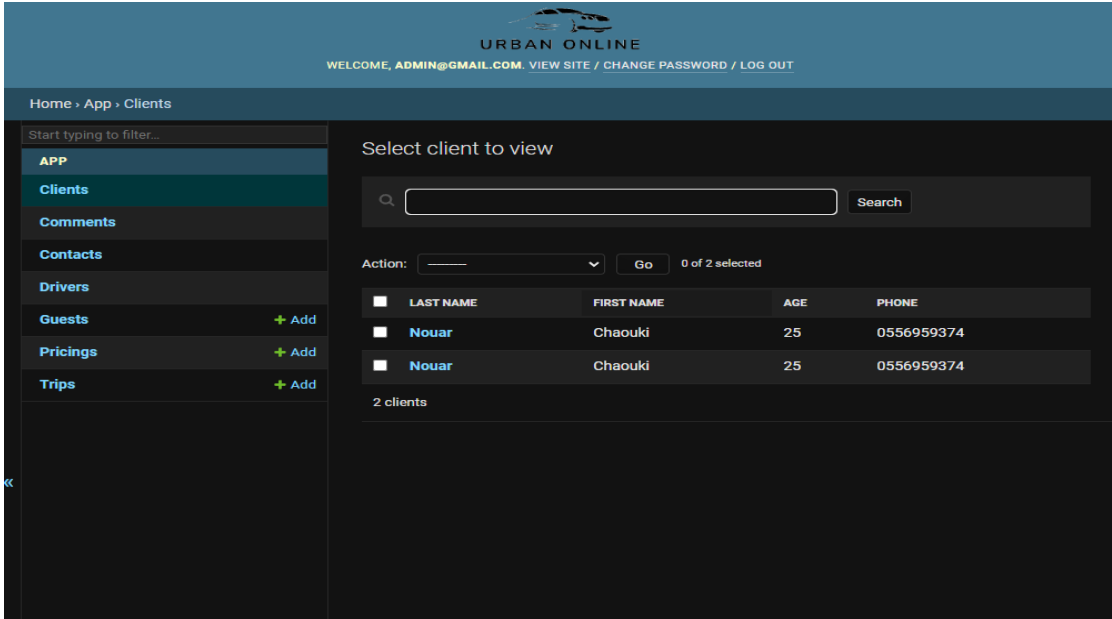 URBAN ONLINE
WELCOME, ADMIN@GMAIL.COM. VIEW SITE / CHANGE PASSWORD / LOG OUT
Home › App › Clients
Start typing to filter...
APP
Clients
Comments
Contacts
Drivers
Guests + Add
Pricings + Add
Trips + Add
«
Select client to view
Search
Action: --------- Go 0 of 2 selected
LAST NAME FIRST NAME AGE PHONE
Nouar Chaouki 25 0556959374
Nouar Chaouki 25 0556959374
2 clients